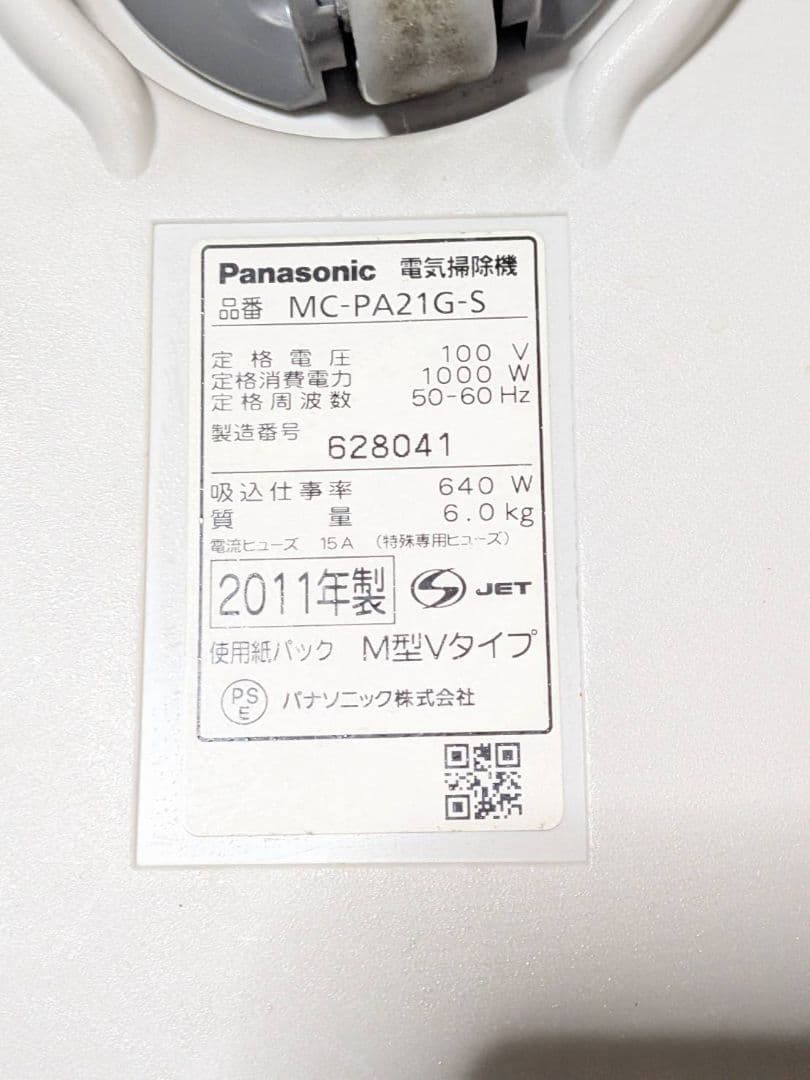 Panasonic 電気掃除機
品番 MC-PA21G-S
定格電圧 100 V
定格消費電力 1000 W
定格周波数 50-60 Hz
製造番号 628041
吸込仕事率 640 W
質量 6.0 kg
電流ヒューズ 15A (特殊専用ヒューズ)
2011年製 S JET
使用紙パック M型Vタイプ
PSE パナソニック株式会社